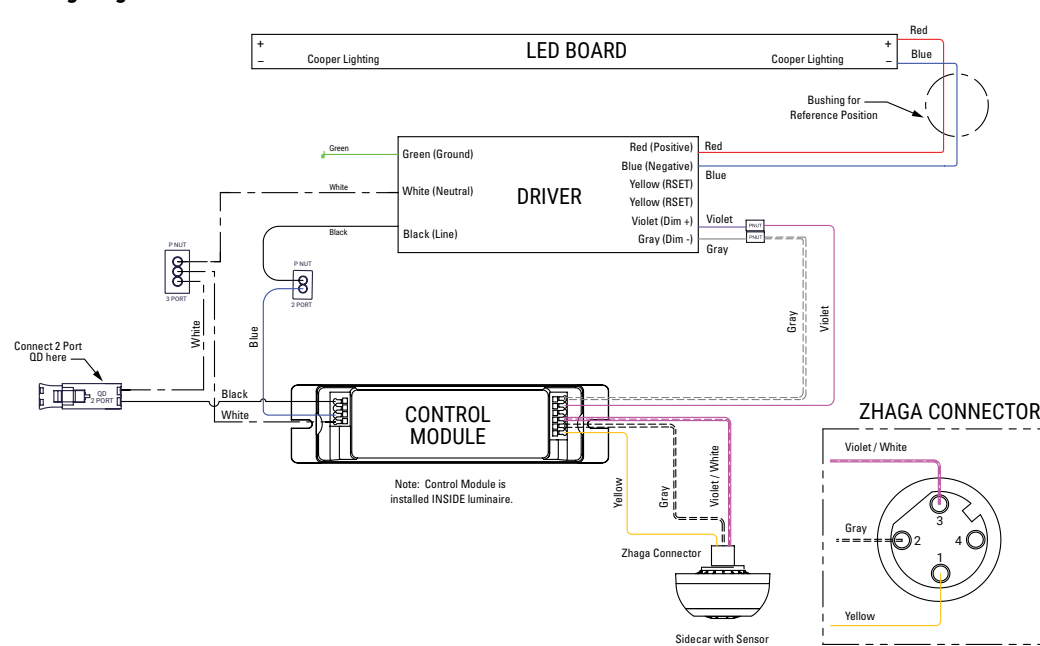 Red
+
LED BOARD
+
–
Cooper Lighting
Cooper Lighting
–
Blue
Bushing for
Reference Position
Green
Green (Ground)
Red (Positive)
Red
Blue (Negative)
Blue
White
White (Neutral)
DRIVER
Yellow (RSET)
Yellow (RSET)
Black
Black (Line)
Violet (Dim +)
Violet
PNUT
Gray (Dim -)
PNUT
Gray
P NUT
3 PORT
P NUT
2 PORT
White
Blue
Gray
Violet
Connect 2 Port
QD here
QD
2 PORT
Black
White
CONTROL
MODULE
Note: Control Module is
installed INSIDE luminaire.
Yellow
Gray
Violet / White
Zhaga Connector
Sidecar with Sensor
ZHAGA CONNECTOR
Violet / White
3
Gray
2
4
1
Yellow